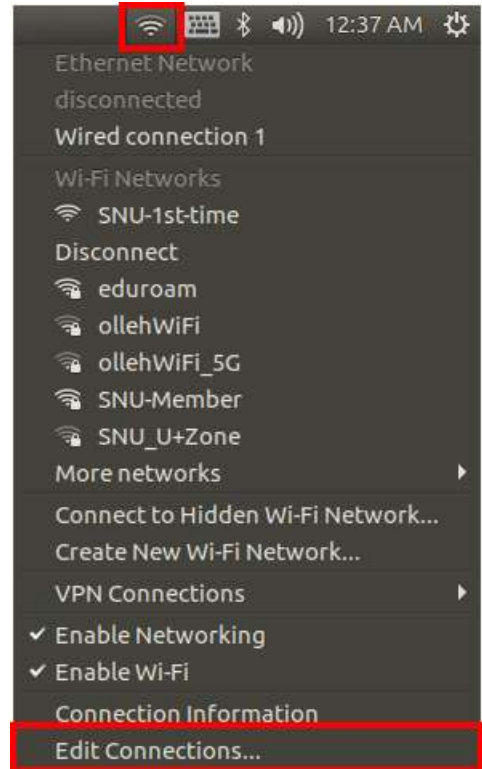 12:37 AM
Ethernet Network
disconnected
Wired connection 1
Wi-Fi Networks
SNU-1st-time
Disconnect
eduroam
ollehWiFi
ollehWiFi_5G
SNU-Member
SNU_U+Zone
More networks
Connect to Hidden Wi-Fi Network...
Create New Wi-Fi Network...
VPN Connections
Enable Networking
Enable Wi-Fi
Connection Information
Edit Connections...